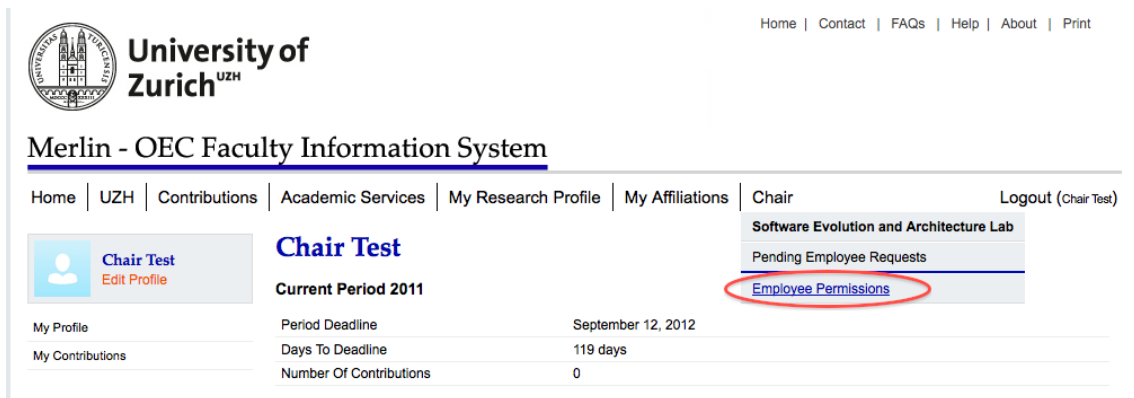 Home | Contact | FAQs | Help | About | Print
University of
Zurich UZH
Merlin - OEC Faculty Information System
Home | UZH | Contributions | Academic Services | My Research Profile | My Affiliations | Chair Logout (Chair Test)
Software Evolution and Architecture Lab
Pending Employee Requests
Employee Permissions
Chair Test
Edit Profile
My Profile
My Contributions
Chair Test
Current Period 2011
Period Deadline September 12, 2012
Days To Deadline 119 days
Number Of Contributions 0